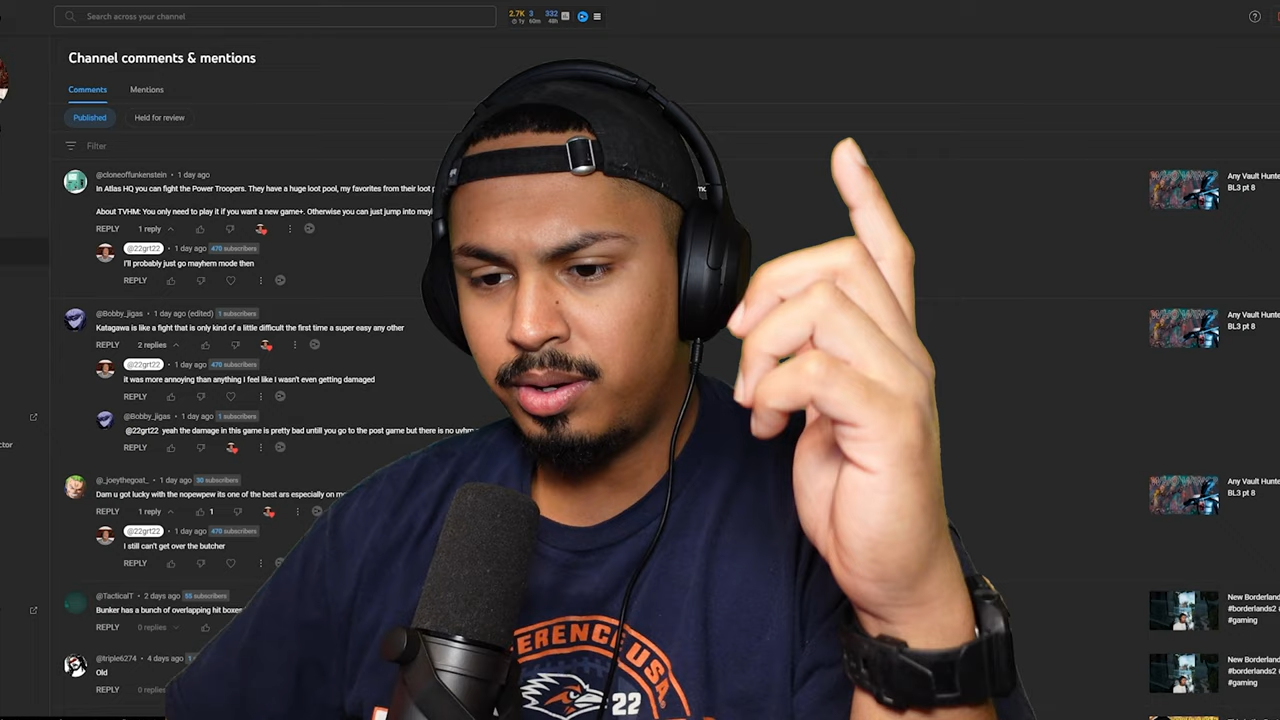 Search across your channel
2.7K 3 332
1y 60m 48h
Channel comments & mentions
Comments Mentions
Published Held for review
Filter
@cloneoffunkenstein • 1 day ago
In Atlas HQ you can fight the Power Troopers. They have a huge loot pool, my favorites from their loot
About TVHM: You only need to play it if you want a new game+. Otherwise you can just jump into
REPLY 1 reply
@22grt22 • 1 day ago 470 subscribers
I'll probably just go mayhem mode then
REPLY
@Bobby_jigas • 1 day ago (edited) 1 subscribers
Katagawa is like a fight that is only kind of a little difficult the first time a super easy any other
REPLY 2 replies
@22grt22 • 1 day ago 470 subscribers
it was more annoying than anything I feel like I wasn't even getting damaged
REPLY
@Bobby_jigas • 1 day ago 1 subscribers
@22grt22 yeah the damage in this game is pretty bad untill you go to the post game but there is no
REPLY
@_joeythegoat_ • 1 day ago 30 subscribers
Dam u got lucky with the nopewpew its one of the best ars especially on
REPLY 1 reply 1
@22grt22 • 1 day ago 470 subscribers
I still can't get over the butcher
REPLY
@TacticalT • 2 days ago 55 subscribers
Bunker has a bunch of overlapping hit boxes
REPLY 0 replies
@triple6274 • 4 days ago
Old
REPLY 0 replies
Any Vault Hunte
BL3 pt 8
Any Vault Hunte
BL3 pt 8
Any Vault Hunte
BL3 pt 8
New Borderland
#borderlands2
#gaming
New Borderland
#borderlands2
#gaming
ctor
FERENCE USA
22